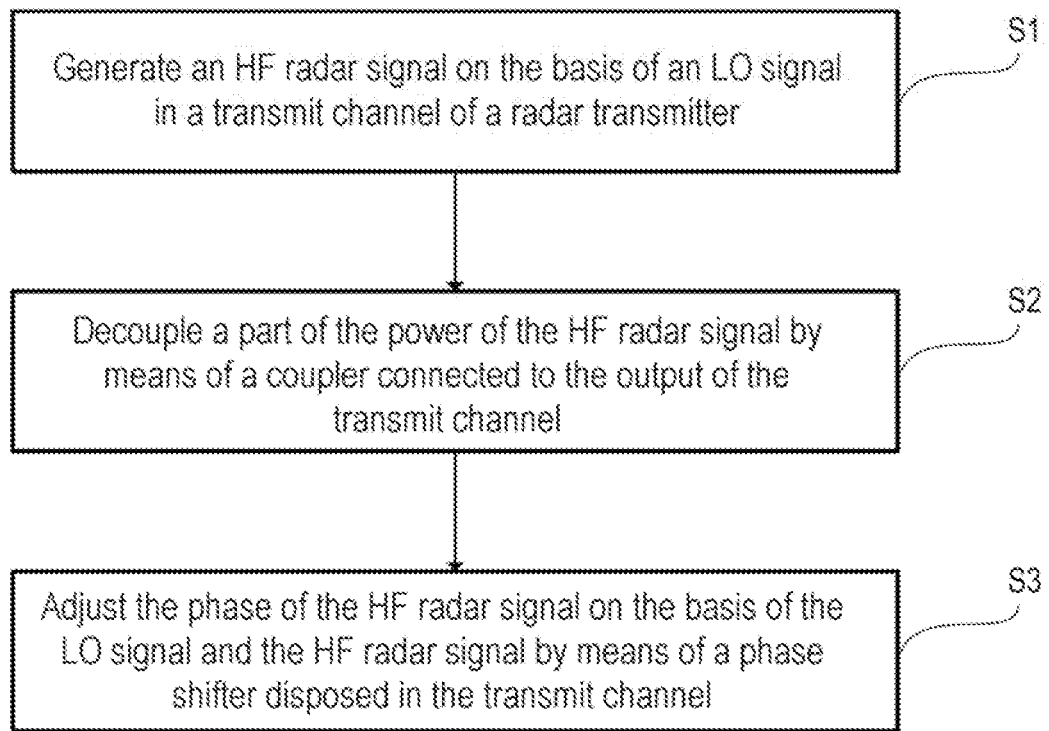 S1
Generate an HF radar signal on the basis of an LO signal
in a transmit channel of a radar transmitter
S2
Decouple a part of the power of the HF radar signal by
means of a coupler connected to the output of the
transmit channel
S3
Adjust the phase of the HF radar signal on the basis of the
LO signal and the HF radar signal by means of a phase
shifter disposed in the transmit channel